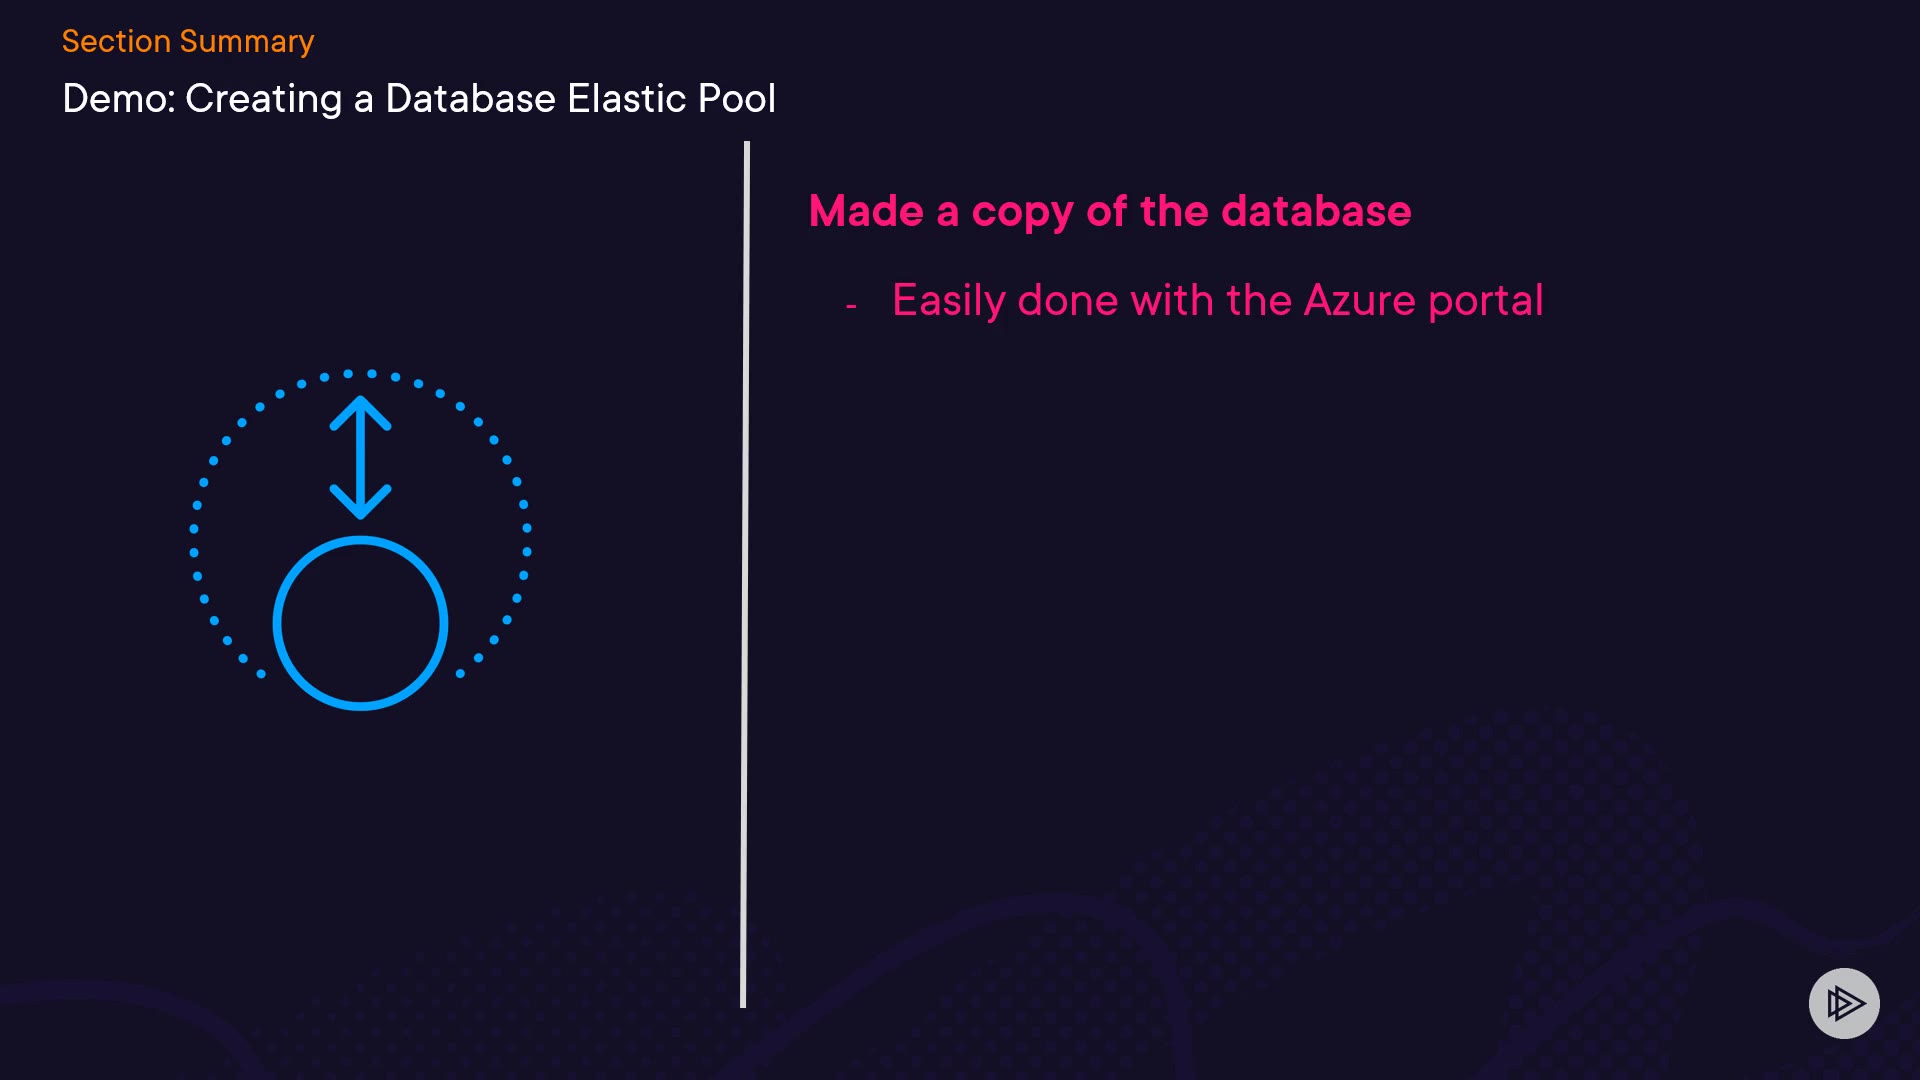 Section Summary
Demo: Creating a Database Elastic Pool
Made a copy of the database
- Easily done with the Azure portal